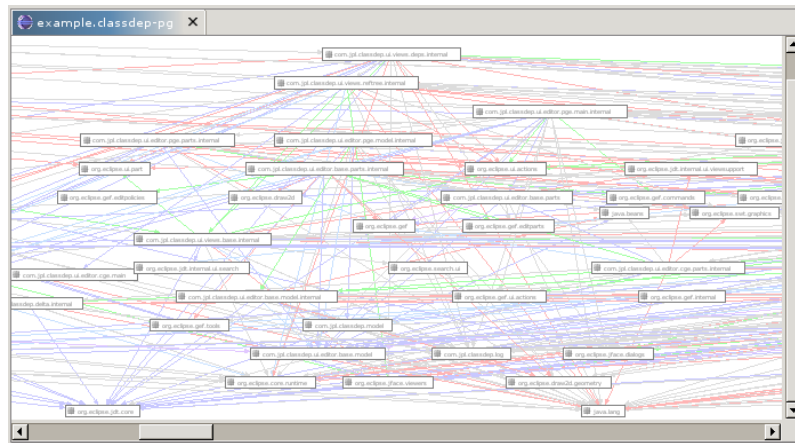 example.classdep-pg
com.jpl.classdep.ui.views.deps.internal
com.jpl.classdep.ui.views.refines.internal
com.jpl.classdep.ui.editor.pge.main.internal
com.jpl.classdep.ui.editor.pge.parts.internal
com.jpl.classdep.ui.editor.pge.model.internal
org.eclipse.
org.eclipse.ui.part
com.jpl.classdep.ui.editor.base.parts.internal
org.eclipse.ui.actions
org.eclipse.jdt.internal.ui.viewsupport
org.eclipse.gef.editpolicies
org.eclipse.draw2d
com.jpl.classdep.ui.editor.base.parts
org.eclipse.gef.commands
java.beans
org.eclipse.swt.graphics
org.eclipse.gef
org.eclipse.gef.editparts
com.jpl.classdep.ui.views.base.internal
com.jpl.classdep.ui.editor.cge.main
org.eclipse.jdt.internal.ui.search
org.eclipse.search.ui
com.jpl.classdep.ui.editor.cge.parts.internal
classdep.delta.internal
com.jpl.classdep.ui.editor.base.model.internal
org.eclipse.gef.ui.actions
org.eclipse.gef.internal
org.eclipse.gef.tools
com.jpl.classdep.model
com.jpl.classdep.ui.editor.base.model
com.jpl.classdep.log
org.eclipse.jface.dialogs
org.eclipse.core.runtime
org.eclipse.jface.viewers
org.eclipse.draw2d.geometry
org.eclipse.jdt.core
java.lang